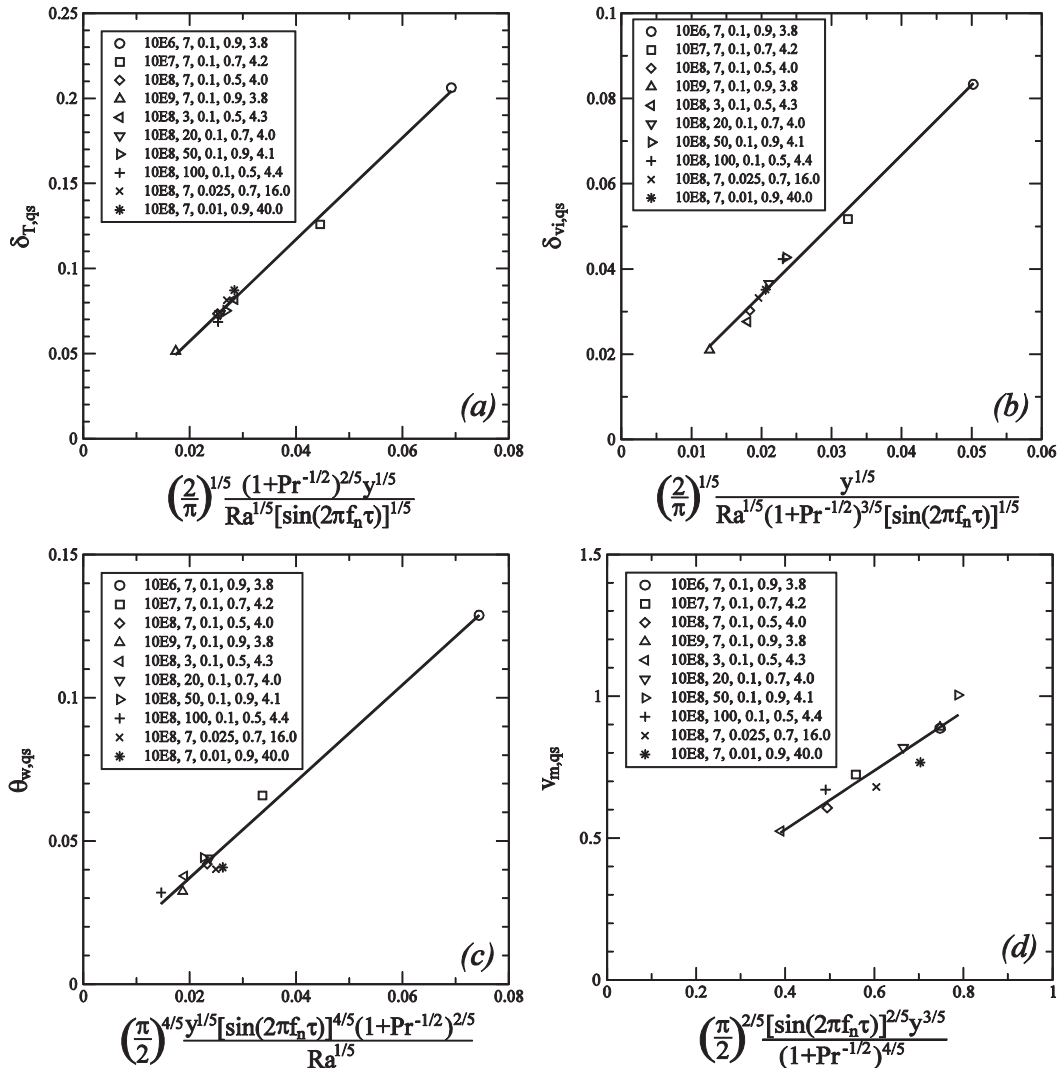 0.25
0.2
0.15
0.1
0.05
0
δT,qs
10E6, 7, 0.1, 0.9, 3.8
10E7, 7, 0.1, 0.7, 4.2
10E8, 7, 0.1, 0.5, 4.0
10E9, 7, 0.1, 0.9, 3.8
10E8, 3, 0.1, 0.5, 4.3
10E8, 20, 0.1, 0.7, 4.0
10E8, 50, 0.1, 0.9, 4.1
10E8, 100, 0.1, 0.5, 4.4
10E8, 7, 0.025, 0.7, 16.0
10E8, 7, 0.01, 0.9, 40.0
(a)
0 0.02 0.04 0.06 0.08
(2/π)^1/5 (1+Pr^-1/2)^2/5 y^1/5 / Ra^1/5 [sin(2πfnτ)]^1/5
0.1
0.08
0.06
0.04
0.02
0
δvi,qs
10E6, 7, 0.1, 0.9, 3.8
10E7, 7, 0.1, 0.7, 4.2
10E8, 7, 0.1, 0.5, 4.0
10E9, 7, 0.1, 0.9, 3.8
10E8, 3, 0.1, 0.5, 4.3
10E8, 20, 0.1, 0.7, 4.0
10E8, 50, 0.1, 0.9, 4.1
10E8, 100, 0.1, 0.5, 4.4
10E8, 7, 0.025, 0.7, 16.0
10E8, 7, 0.01, 0.9, 40.0
(b)
0 0.01 0.02 0.03 0.04 0.05 0.06
(2/π)^1/5 y^1/5 / Ra^1/5 (1+Pr^-1/2)^3/5 [sin(2πfnτ)]^1/5
0.15
0.1
0.05
0
θw,qs
10E6, 7, 0.1, 0.9, 3.8
10E7, 7, 0.1, 0.7, 4.2
10E8, 7, 0.1, 0.5, 4.0
10E9, 7, 0.1, 0.9, 3.8
10E8, 3, 0.1, 0.5, 4.3
10E8, 20, 0.1, 0.7, 4.0
10E8, 50, 0.1, 0.9, 4.1
10E8, 100, 0.1, 0.5, 4.4
10E8, 7, 0.025, 0.7, 16.0
10E8, 7, 0.01, 0.9, 40.0
(c)
0 0.02 0.04 0.06 0.08
(π/2)^4/5 y^1/5 [sin(2πfnτ)]^4/5 (1+Pr^-1/2)^2/5 / Ra^1/5
1.5
1
0.5
0
vm,qs
10E6, 7, 0.1, 0.9, 3.8
10E7, 7, 0.1, 0.7, 4.2
10E8, 7, 0.1, 0.5, 4.0
10E9, 7, 0.1, 0.9, 3.8
10E8, 3, 0.1, 0.5, 4.3
10E8, 20, 0.1, 0.7, 4.0
10E8, 50, 0.1, 0.9, 4.1
10E8, 100, 0.1, 0.5, 4.4
10E8, 7, 0.025, 0.7, 16.0
10E8, 7, 0.01, 0.9, 40.0
(d)
0 0.2 0.4 0.6 0.8 1
(π/2)^2/5 [sin(2πfnτ)]^2/5 y^3/5 / (1+Pr^-1/2)^4/5